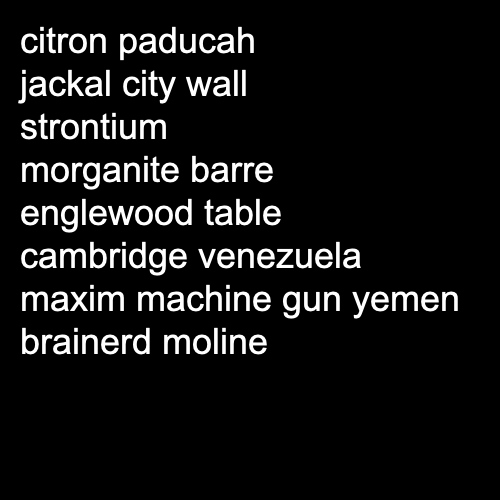 citron paducah
jackal city wall
strontium
morganite barre
englewood table
cambridge venezuela
maxim machine gun yemen
brainerd moline